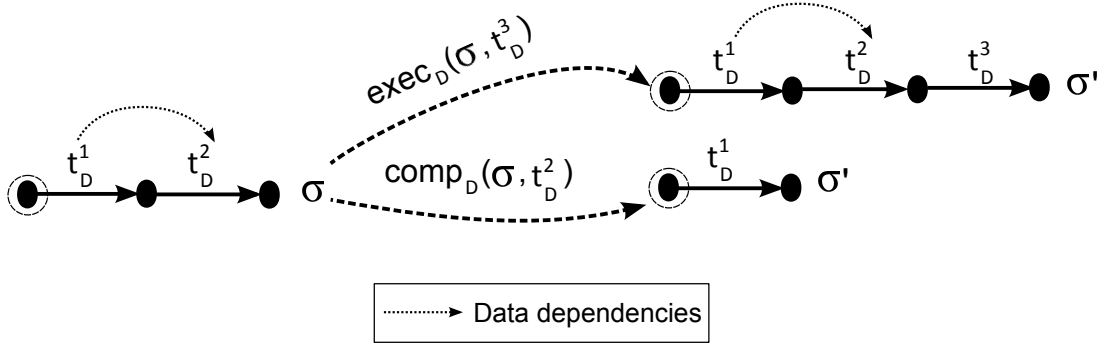 t_D^1 t_D^2 σ
exec_D(σ, t_D^3)
comp_D(σ, t_D^2)
t_D^1 t_D^2 t_D^3 σ'
t_D^1 σ'
Data dependencies